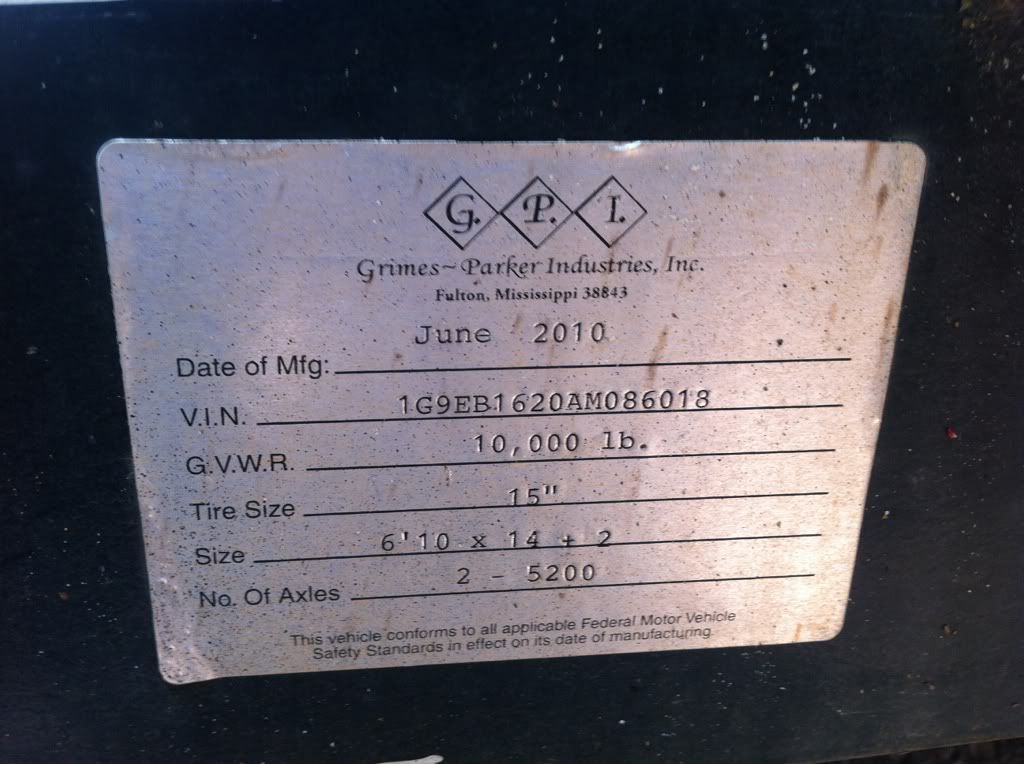 G. P. I.
Grimes~Parker Industries, Inc.
Fulton, Mississippi 38843
June 2010
Date of Mfg:
V.I.N. 1G9EB1620AM086018
G.V.W.R. 10,000 lb.
Tire Size 15"
Size 6'10 x 14 + 2
No. Of Axles 2 - 5200
This vehicle conforms to all applicable Federal Motor Vehicle
Safety Standards in effect on its date of manufacturing.